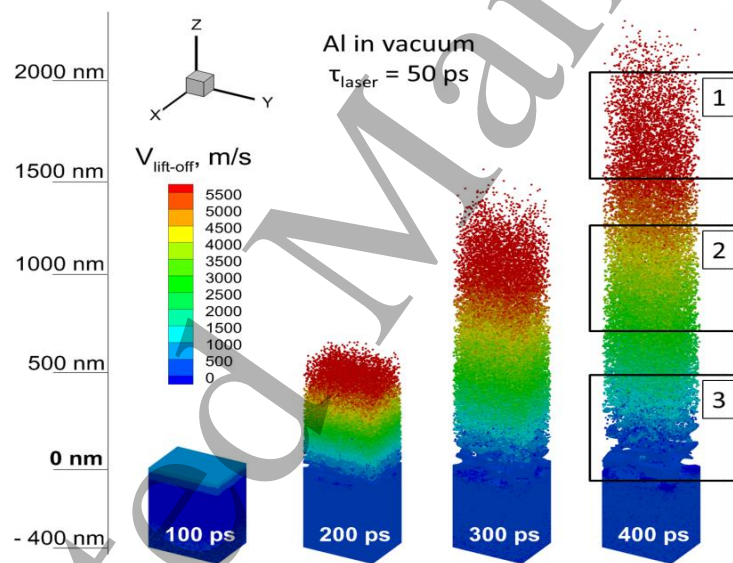 Z
X
Y
Al in vacuum
τlaser = 50 ps
Vlift-off, m/s
5500
5000
4500
4000
3500
3000
2500
2000
1500
1000
500
0
2000 nm
1500 nm
1000 nm
500 nm
0 nm
- 400 nm
1
2
3
100 ps
200 ps
300 ps
400 ps